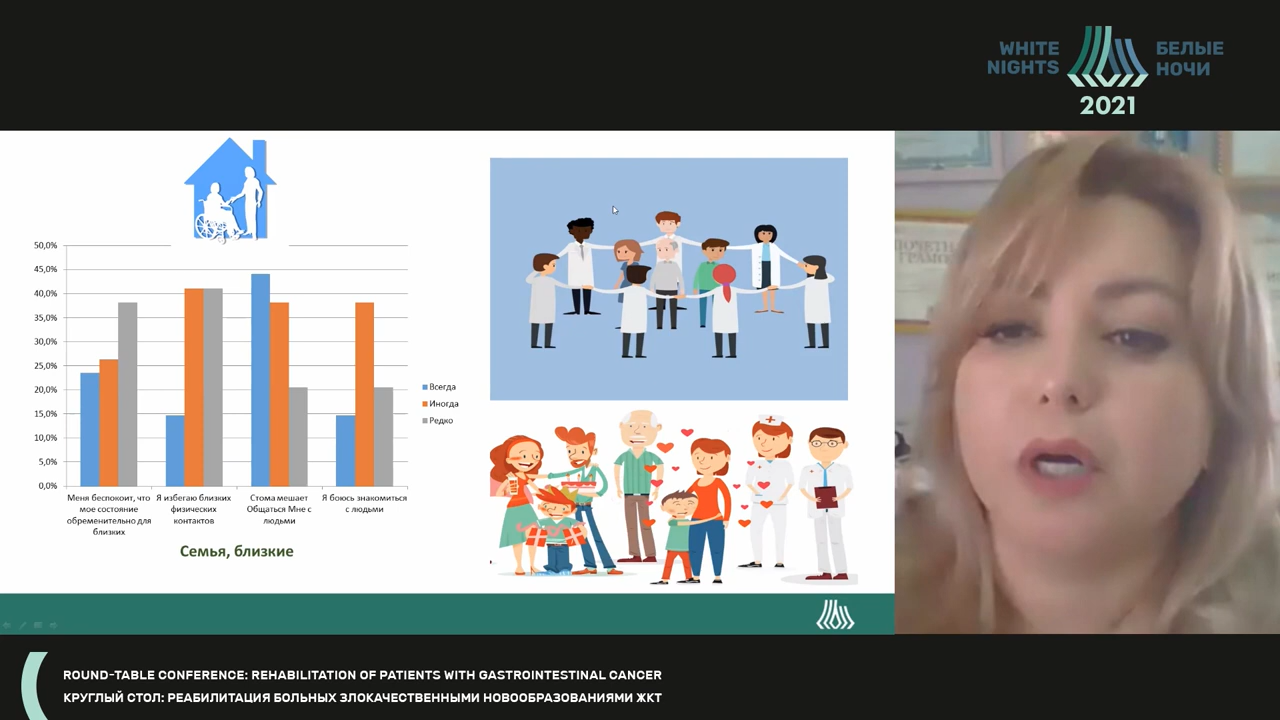 WHITE
NIGHTS
БЕЛЫЕ
НОЧИ
2021
50,0%
45,0%
40,0%
35,0%
30,0%
25,0%
20,0%
15,0%
10,0%
5,0%
0,0%
Всегда
Иногда
Редко
Меня беспокоит, что
мое состояние
обременительно для
близких
Я избегаю близких
физических
контактов
Стома мешает
Общаться Мне с
людьми
Я боюсь знакомиться
с людьми
Семья, близкие
ROUND-TABLE CONFERENCE: REHABILITATION OF PATIENTS WITH GASTROINTESTINAL CANCER
КРУГЛЫЙ СТОЛ: РЕАБИЛИТАЦИЯ БОЛЬНЫХ ЗЛОКАЧЕСТВЕННЫМИ НОВООБРАЗОВАНИЯМИ ЖКТ